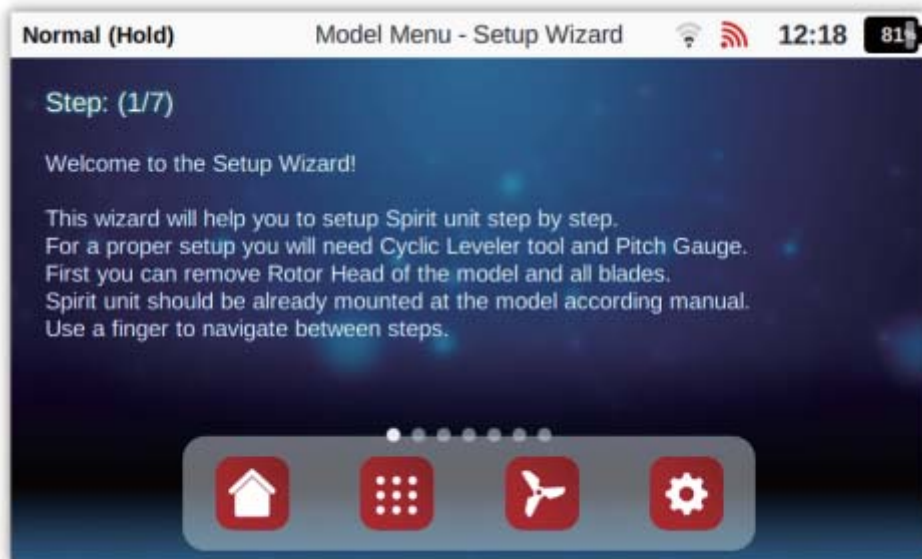 Normal (Hold) Model Menu - Setup Wizard 12:18 81%
Step: (1/7)
Welcome to the Setup Wizard!
This wizard will help you to setup Spirit unit step by step.
For a proper setup you will need Cyclic Leveler tool and Pitch Gauge.
First you can remove Rotor Head of the model and all blades.
Spirit unit should be already mounted at the model according manual.
Use a finger to navigate between steps.